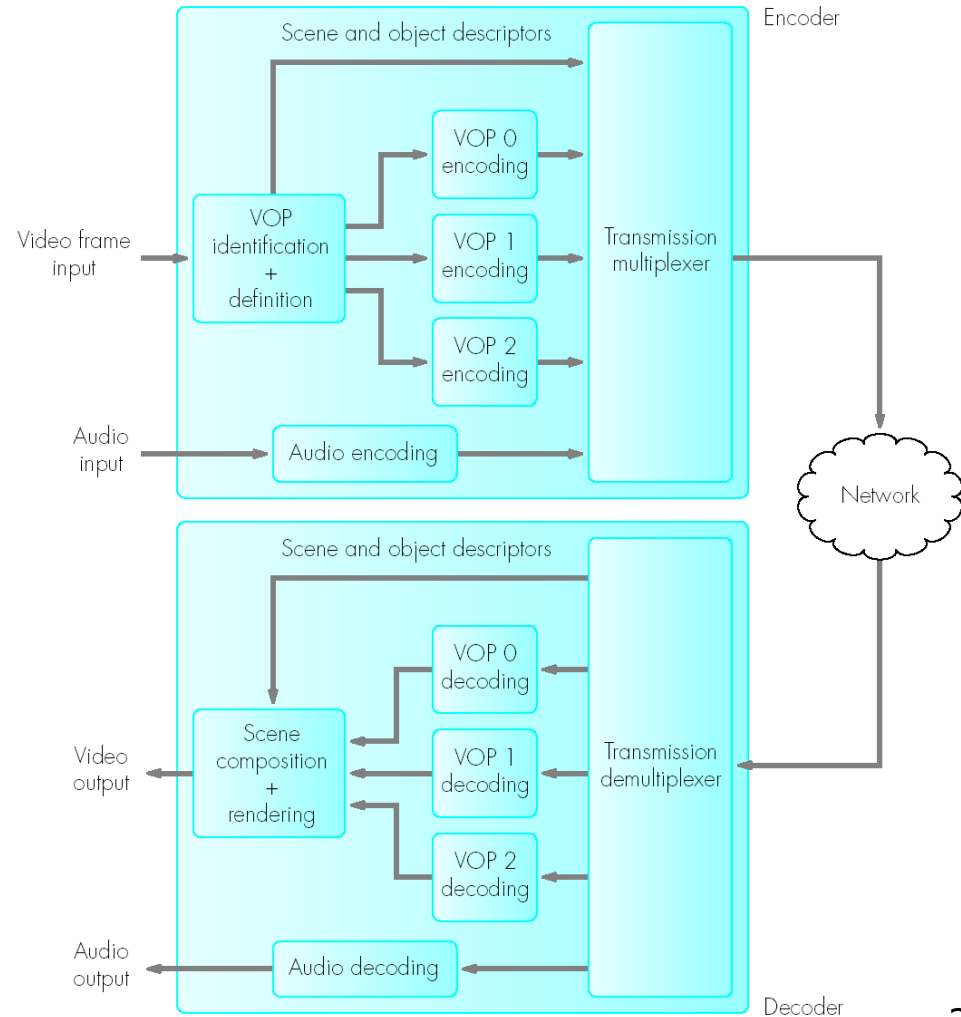 Encoder
Scene and object descriptors
VOP 0
encoding
VOP
identification
+
definition
VOP 1
encoding
Transmission
multiplexer
Video frame
input
VOP 2
encoding
Audio
input
Audio encoding
Network
Scene and object descriptors
VOP 0
decoding
Scene
composition
+
rendering
VOP 1
decoding
Transmission
demultiplexer
Video
output
VOP 2
decoding
Audio
output
Audio decoding
Decoder